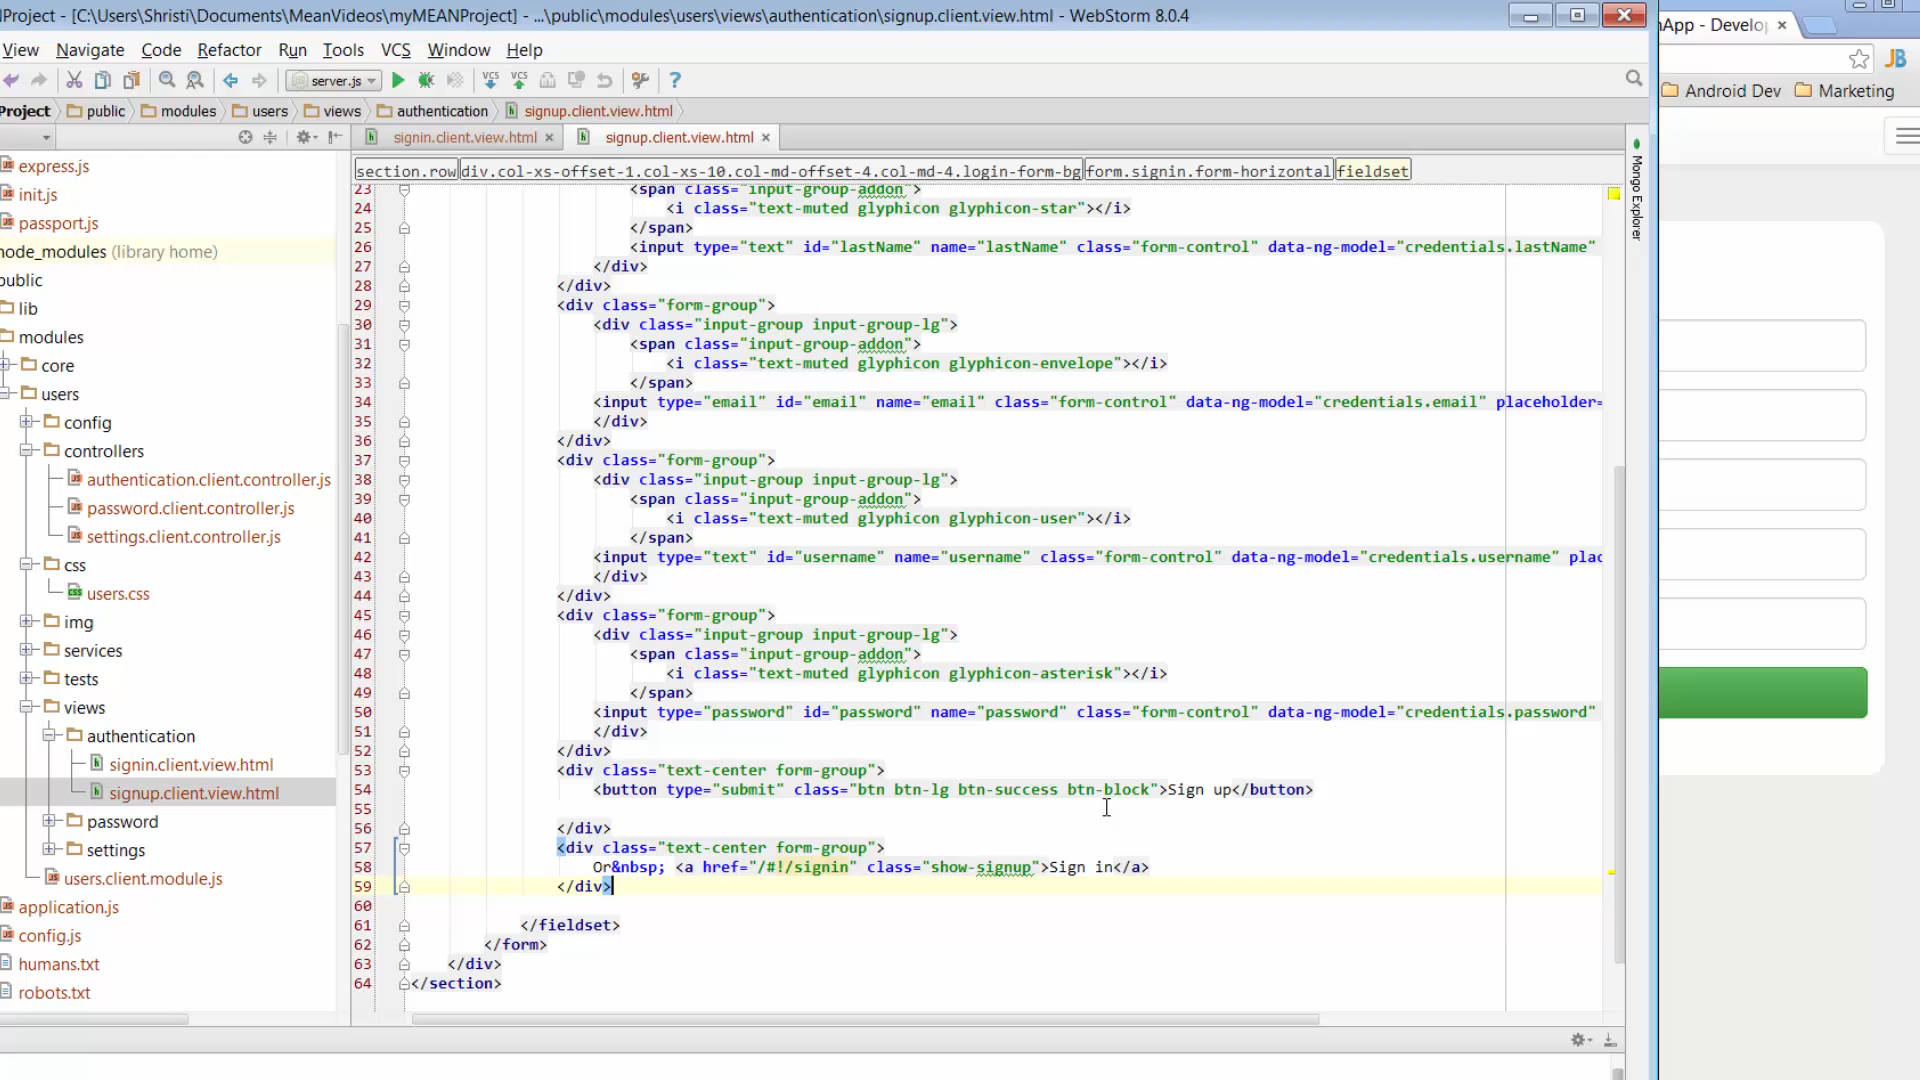 NProject - [C:\Users\Shristi\Documents\MeanVideos\myMEANProject] - ...\public\modules\users\views\authentication\signup.client.view.html - WebStorm 8.0.4
View Navigate Code Refactor Run Tools VCS Window Help
server.js
Project public modules users views authentication signup.client.view.html
signin.client.view.html signup.client.view.html
section.row div.col-xs-offset-1.col-xs-10.col-md-offset-4.col-md-4.login-form-bg form.signin.form-horizontal fieldset
express.js
init.js
passport.js
node_modules (library home)
public
lib
modules
core
users
config
controllers
authentication.client.controller.js
password.client.controller.js
settings.client.controller.js
css
users.css
img
services
tests
views
authentication
signin.client.view.html
signup.client.view.html
password
settings
users.client.module.js
application.js
config.js
humans.txt
robots.txt
23 <span class="input-group-addon">
24 <i class="text-muted glyphicon glyphicon-star"></i>
25 </span>
26 <input type="text" id="lastName" name="lastName" class="form-control" data-ng-model="credentials.lastName"
27 </div>
28 </div>
29 <div class="form-group">
30 <div class="input-group input-group-lg">
31 <span class="input-group-addon">
32 <i class="text-muted glyphicon glyphicon-envelope"></i>
33 </span>
34 <input type="email" id="email" name="email" class="form-control" data-ng-model="credentials.email" placeholder=
35 </div>
36 </div>
37 <div class="form-group">
38 <div class="input-group input-group-lg">
39 <span class="input-group-addon">
40 <i class="text-muted glyphicon glyphicon-user"></i>
41 </span>
42 <input type="text" id="username" name="username" class="form-control" data-ng-model="credentials.username" plac
43 </div>
44 </div>
45 <div class="form-group">
46 <div class="input-group input-group-lg">
47 <span class="input-group-addon">
48 <i class="text-muted glyphicon glyphicon-asterisk"></i>
49 </span>
50 <input type="password" id="password" name="password" class="form-control" data-ng-model="credentials.password"
51 </div>
52 </div>
53 <div class="text-center form-group">
54 <button type="submit" class="btn btn-lg btn-success btn-block">Sign up</button>
55
56 </div>
57 <div class="text-center form-group">
58 Or&nbsp; <a href="/#!/signin" class="show-signup">Sign in</a>
59 </div>
60
61 </fieldset>
62 </form>
63 </div>
64 </section>
Mongo Explorer
nApp - Develop
JB
Android Dev Marketing